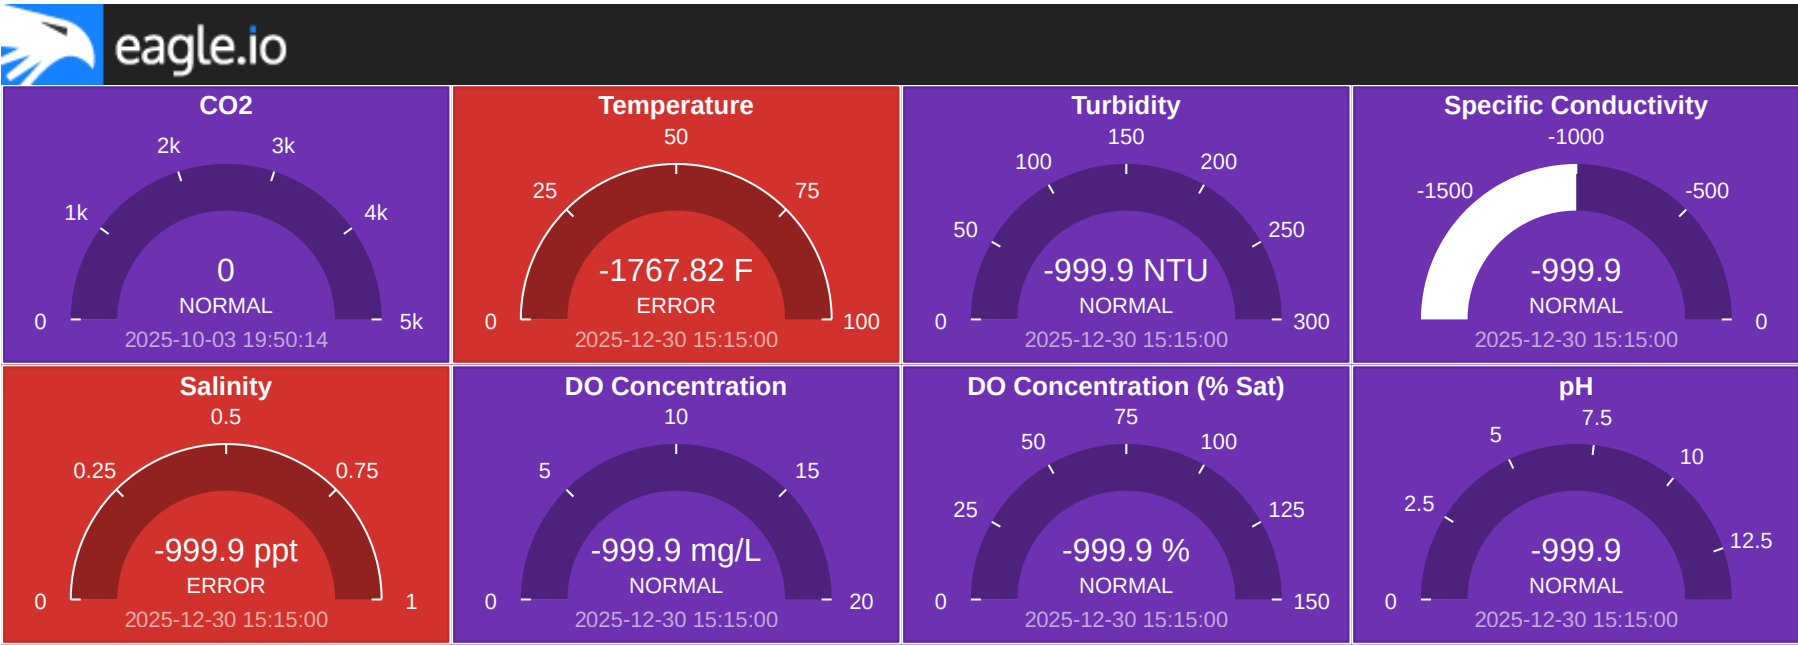 eagle.io
CO2
2k
3k
1k
4k
0
NORMAL
0
5k
2025-10-03 19:50:14
Temperature
50
25
75
-1767.82 F
ERROR
0
100
2025-12-30 15:15:00
Turbidity
150
100
200
50
250
-999.9 NTU
NORMAL
0
300
2025-12-30 15:15:00
Specific Conductivity
-1000
-1500
-500
-999.9
NORMAL
0
2025-12-30 15:15:00
Salinity
0.5
0.25
0.75
-999.9 ppt
ERROR
0
1
2025-12-30 15:15:00
DO Concentration
10
5
15
-999.9 mg/L
NORMAL
0
20
2025-12-30 15:15:00
DO Concentration (% Sat)
75
50
100
25
125
-999.9 %
NORMAL
0
150
2025-12-30 15:15:00
pH
7.5
5
10
2.5
12.5
-999.9
NORMAL
0
2025-12-30 15:15:00